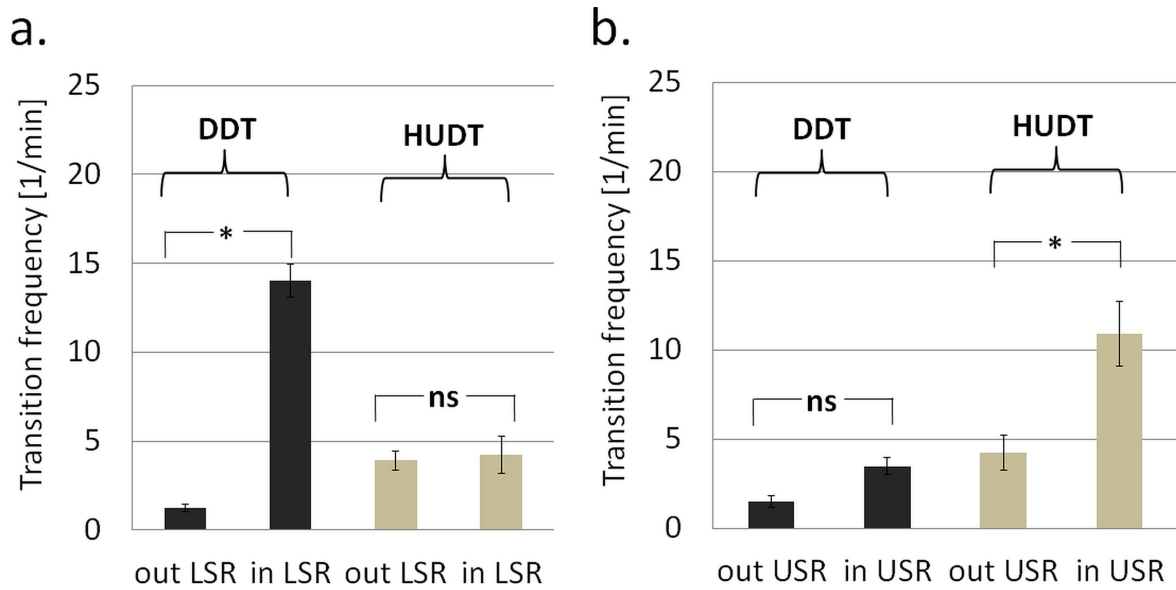 a.
Transition frequency [1/min]
25
20
15
10
5
0
DDT
HUDT
*
ns
out LSR in LSR out LSR in LSR
b.
Transition frequency [1/min]
25
20
15
10
5
0
DDT
HUDT
*
ns
out USR in USR out USR in USR